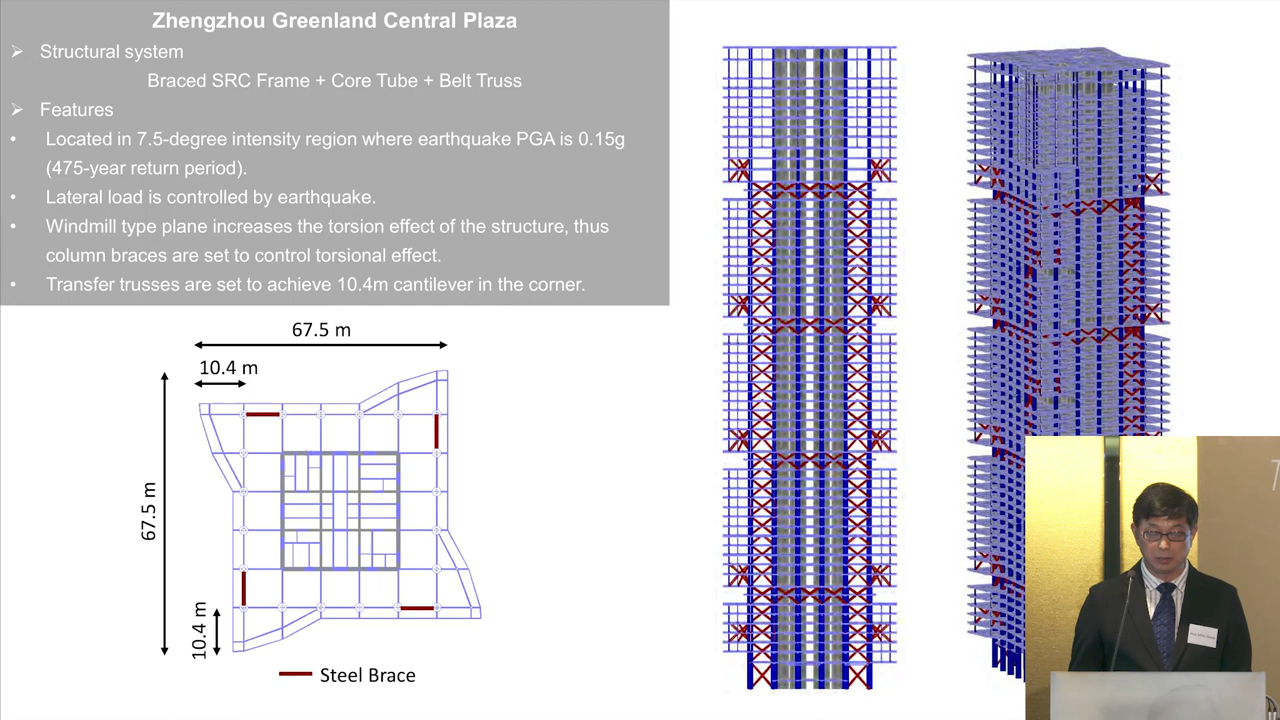 Zhengzhou Greenland Central Plaza
➢ Structural system
Braced SRC Frame + Core Tube + Belt Truss
➢ Features
• Located in 7.5-degree intensity region where earthquake PGA is 0.15g
(475-year return period).
• Lateral load is controlled by earthquake.
• Windmill type plane increases the torsion effect of the structure, thus
column braces are set to control torsional effect.
• Transfer trusses are set to achieve 10.4m cantilever in the corner.
67.5 m
10.4 m
67.5 m
10.4 m
Steel Brace
7